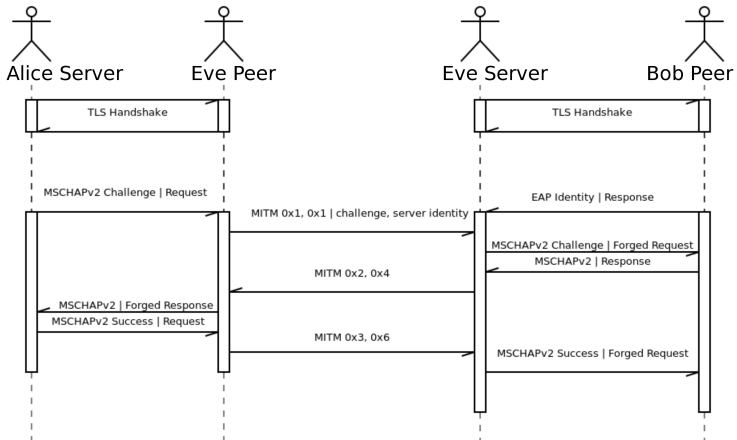 Alice Server
Eve Peer
Eve Server
Bob Peer
TLS Handshake
TLS Handshake
MSCHAPv2 Challenge | Request
EAP Identity | Response
MITM 0x1, 0x1 | challenge, server identity
MSCHAPv2 Challenge | Forged Request
MSCHAPv2 | Response
MITM 0x2, 0x4
MSCHAPv2 | Forged Response
MSCHAPv2 Success | Request
MITM 0x3, 0x6
MSCHAPv2 Success | Forged Request